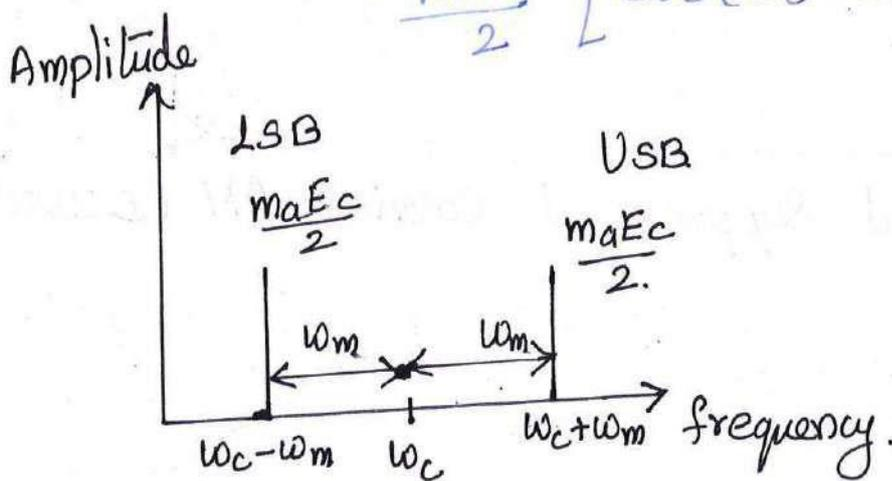 2
Amplitude
LSB
USB
maEc
2
maEc
2.
ωm ωm
ωc-ωm ωc ωc+ωm frequency.